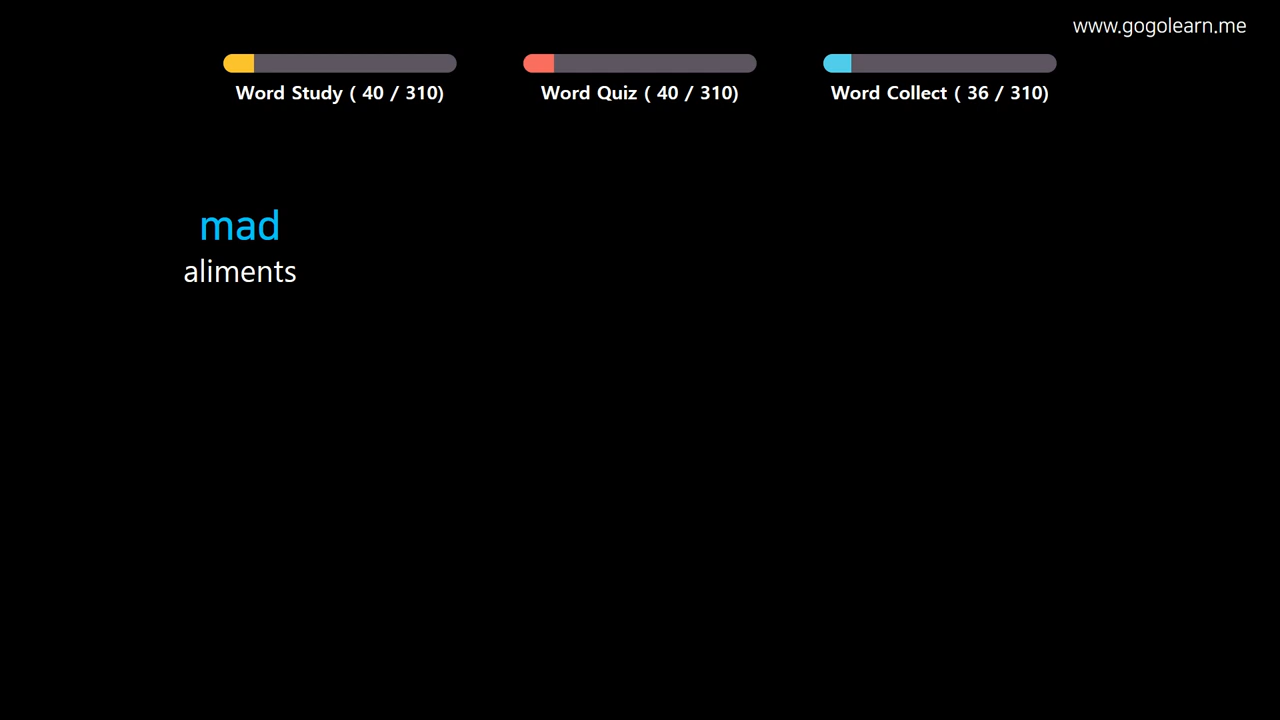 www.gogolearn.me
Word Study ( 40 / 310)
Word Quiz ( 40 / 310)
Word Collect ( 36 / 310)
mad
aliments